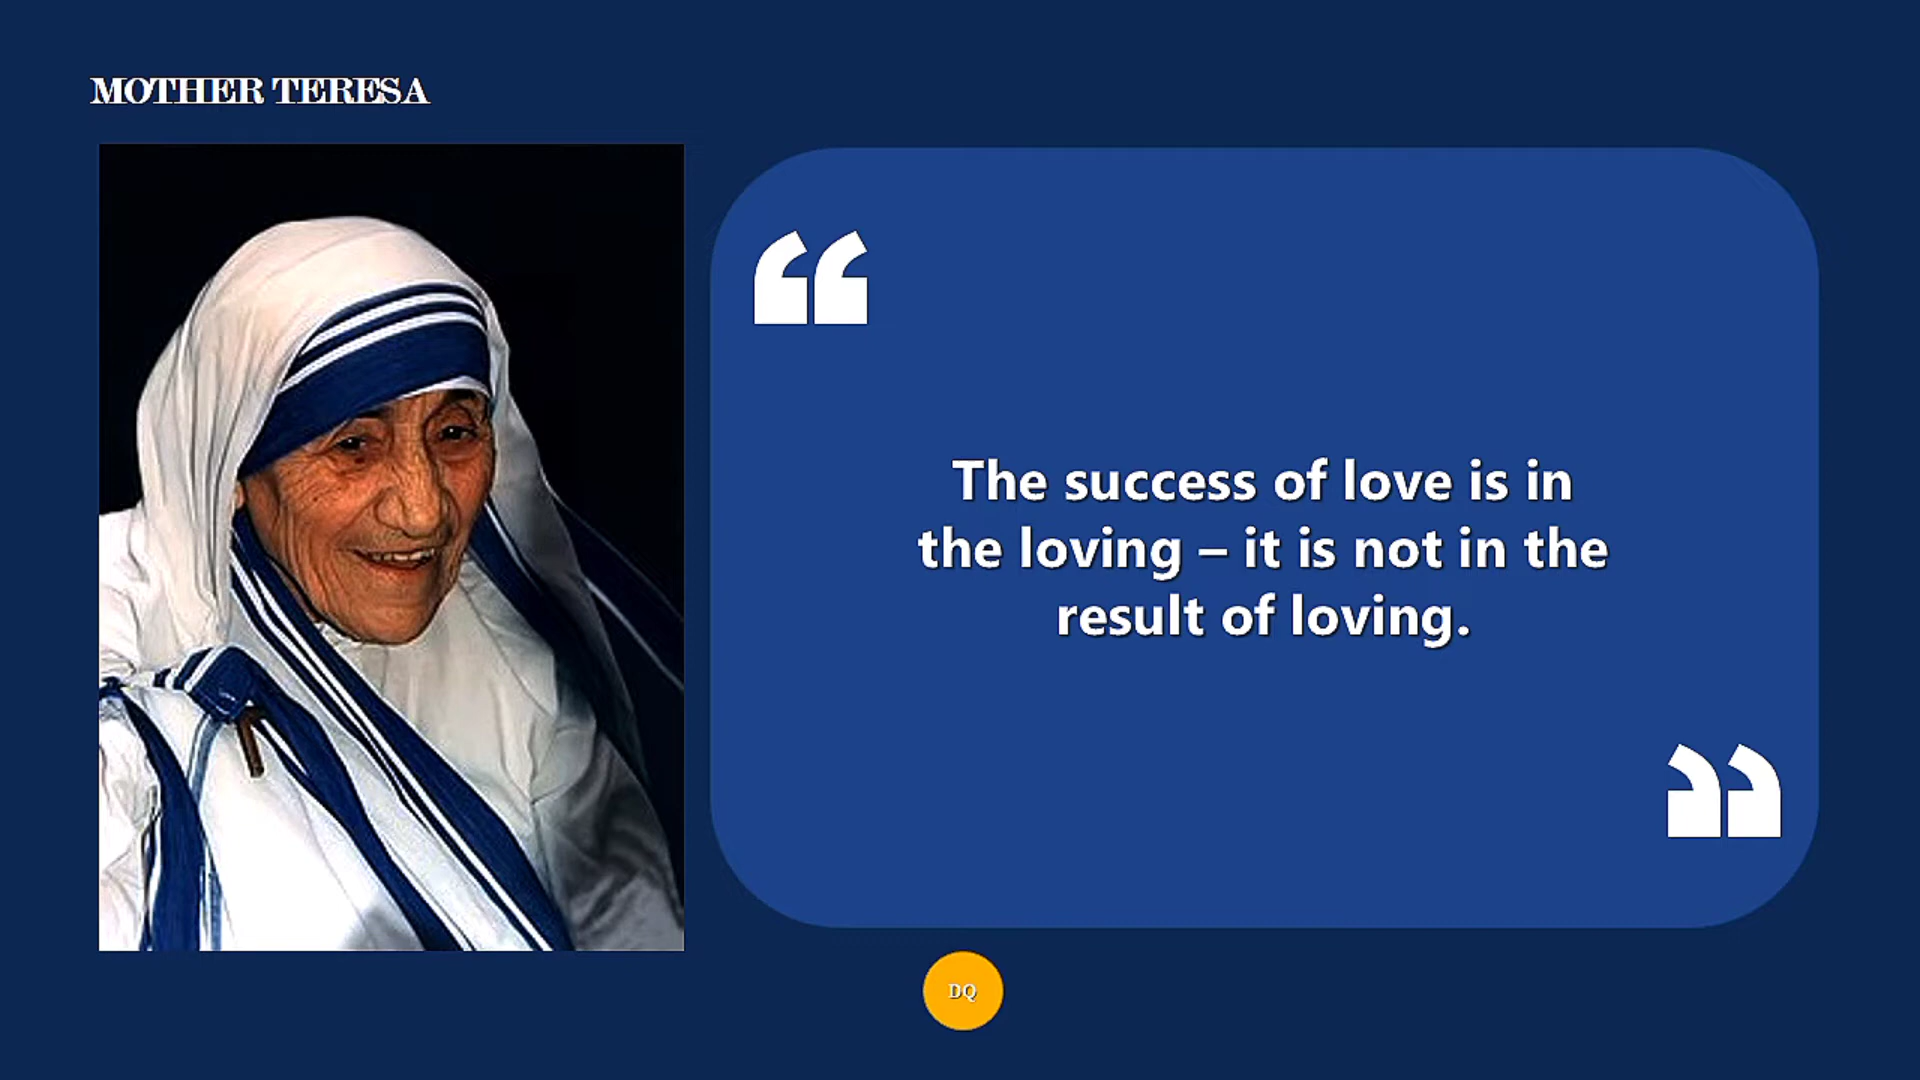 MOTHER TERESA
The success of love is in
the loving – it is not in the
result of loving.
DQ